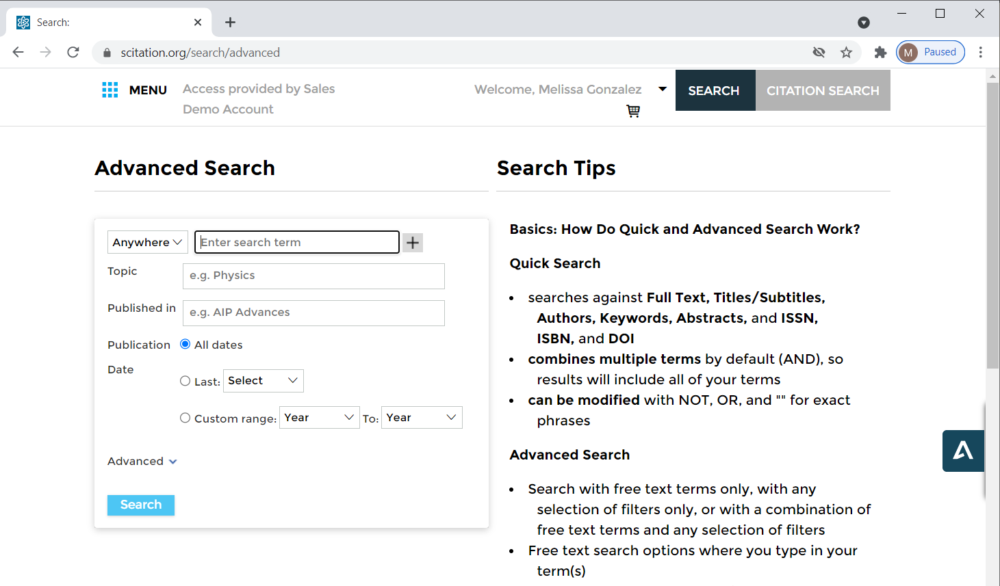 Search:
scitation.org/search/advanced
M Paused
MENU
Access provided by Sales
Demo Account
Welcome, Melissa Gonzalez
SEARCH
CITATION SEARCH
Advanced Search
Anywhere
Enter search term
Topic
e.g. Physics
Published in
e.g. AIP Advances
Publication
Date
All dates
Last: Select
Custom range: Year To: Year
Advanced
Search
Search Tips
Basics: How Do Quick and Advanced Search Work?
Quick Search
• searches against Full Text, Titles/Subtitles,
Authors, Keywords, Abstracts, and ISSN,
ISBN, and DOI
• combines multiple terms by default (AND), so
results will include all of your terms
• can be modified with NOT, OR, and "" for exact
phrases
Advanced Search
• Search with free text terms only, with any
selection of filters only, or with a combination of
free text terms and any selection of filters
• Free text search options where you type in your
term(s)